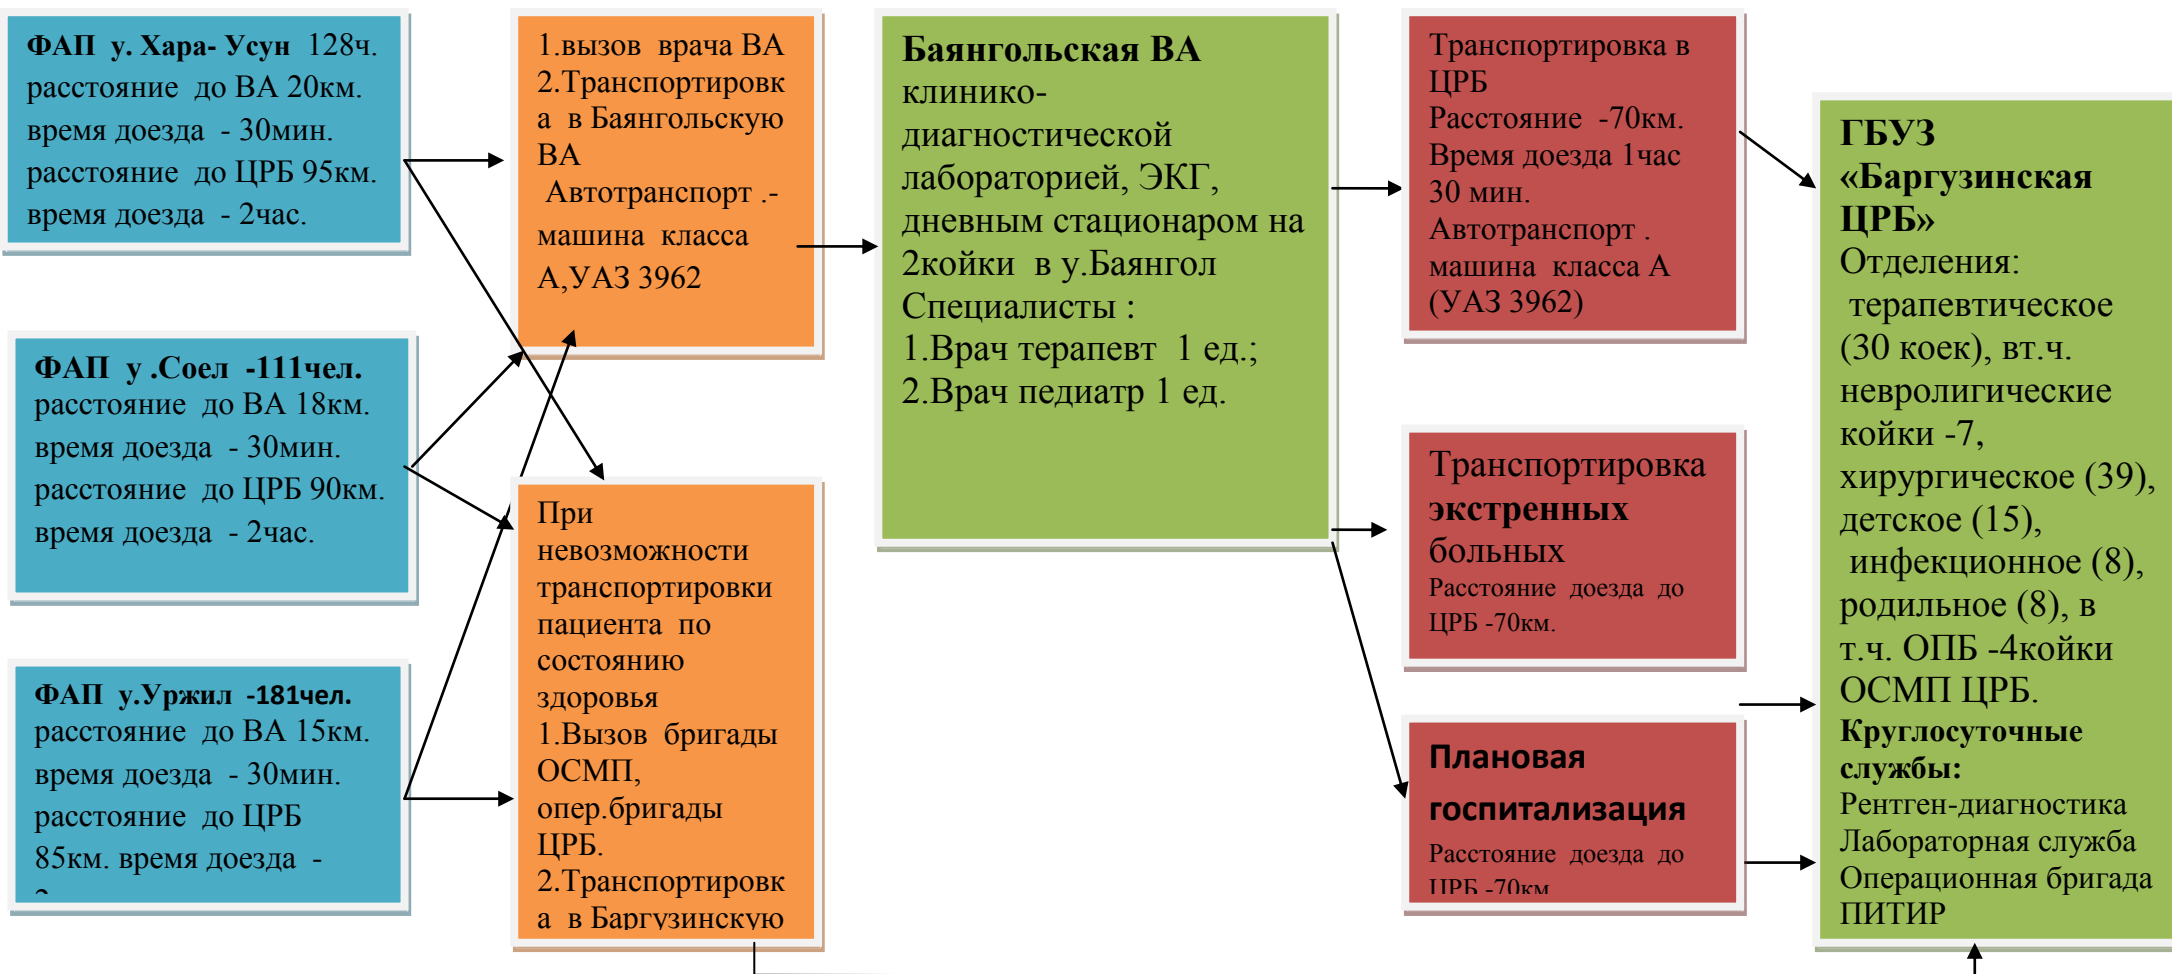 ФАП у. Хара- Усун 128ч.
расстояние до ВА 20км.
время доезда - 30мин.
расстояние до ЦРБ 95км.
время доезда - 2час.
ФАП у .Соел -111чел.
расстояние до ВА 18км.
время доезда - 30мин.
расстояние до ЦРБ 90км.
время доезда - 2час.
ФАП у.Уржил -181чел.
расстояние до ВА 15км.
время доезда - 30мин.
расстояние до ЦРБ
85км. время доезда -
1.вызов врача ВА
2.Транспортировк
а в Баянгольскую
ВА
Автотранспорт .-
машина класса
А,УАЗ 3962
При
невозможности
транспортировки
пациента по
состоянию
здоровья
1.Вызов бригады
ОСМП,
опер.бригады
ЦРБ.
2.Транспортировк
а в Баргузинскую
Баянгольская ВА
клинико-
диагностической
лабораторией, ЭКГ,
дневным стационаром на
2койки в у.Баянгол
Специалисты :
1.Врач терапевт 1 ед.;
2.Врач педиатр 1 ед.
Транспортировка в
ЦРБ
Расстояние -70км.
Время доезда 1час
30 мин.
Автотранспорт .
машина класса А
(УАЗ 3962)
Транспортировка
экстренных
больных
Расстояние доезда до
ЦРБ -70км.
Плановая
госпитализация
Расстояние доезда до
ЦРБ -70км
ГБУЗ
«Баргузинская
ЦРБ»
Отделения:
терапевтическое
(30 коек), вт.ч.
невролигические
койки -7,
хирургическое (39),
детское (15),
инфекционное (8),
родильное (8), в
т.ч. ОПБ -4койки
ОСМП ЦРБ.
Круглосуточные
службы:
Рентген-диагностика
Лабораторная служба
Операционная бригада
ПИТИР